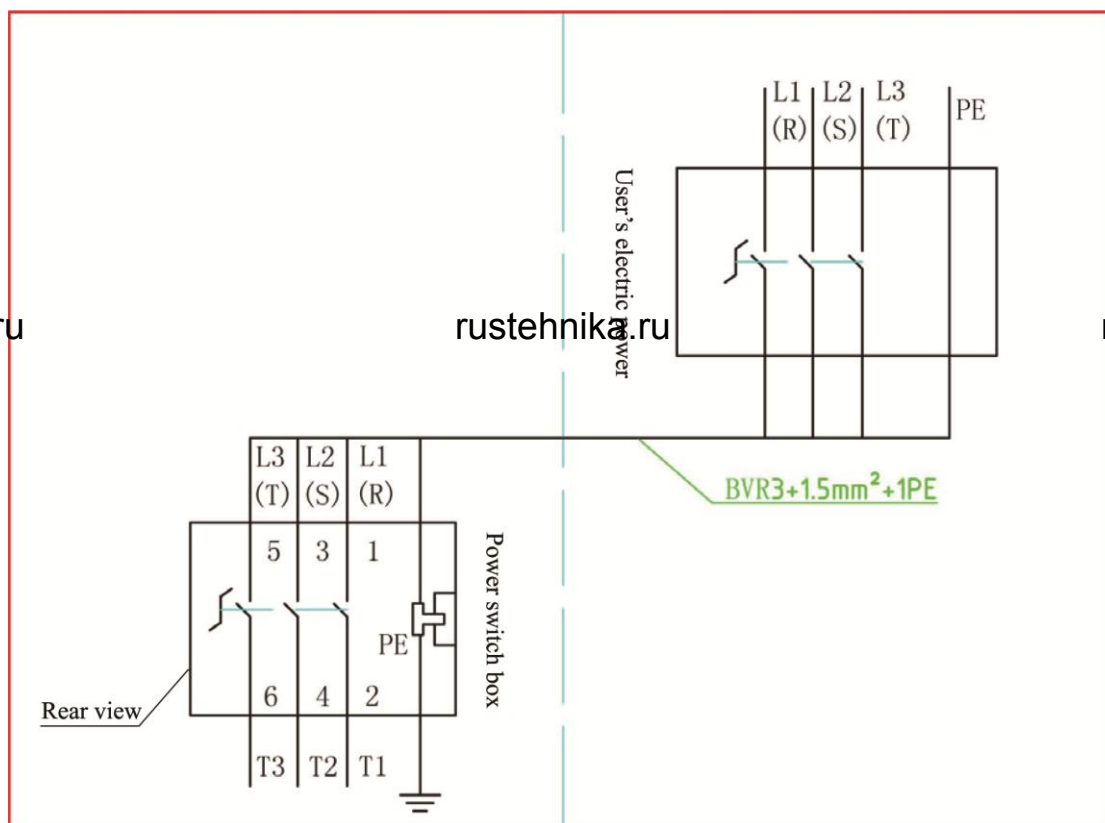 L1 L2 L3 PE
(R) (S) (T)
User's electric power
ru
rustehnika.ru
BVR3+1.5mm²+1PE
L3 L2 L1
(T) (S) (R)
5 3 1
Power switch box
PE
6 4 2
Rear view
T3 T2 T1